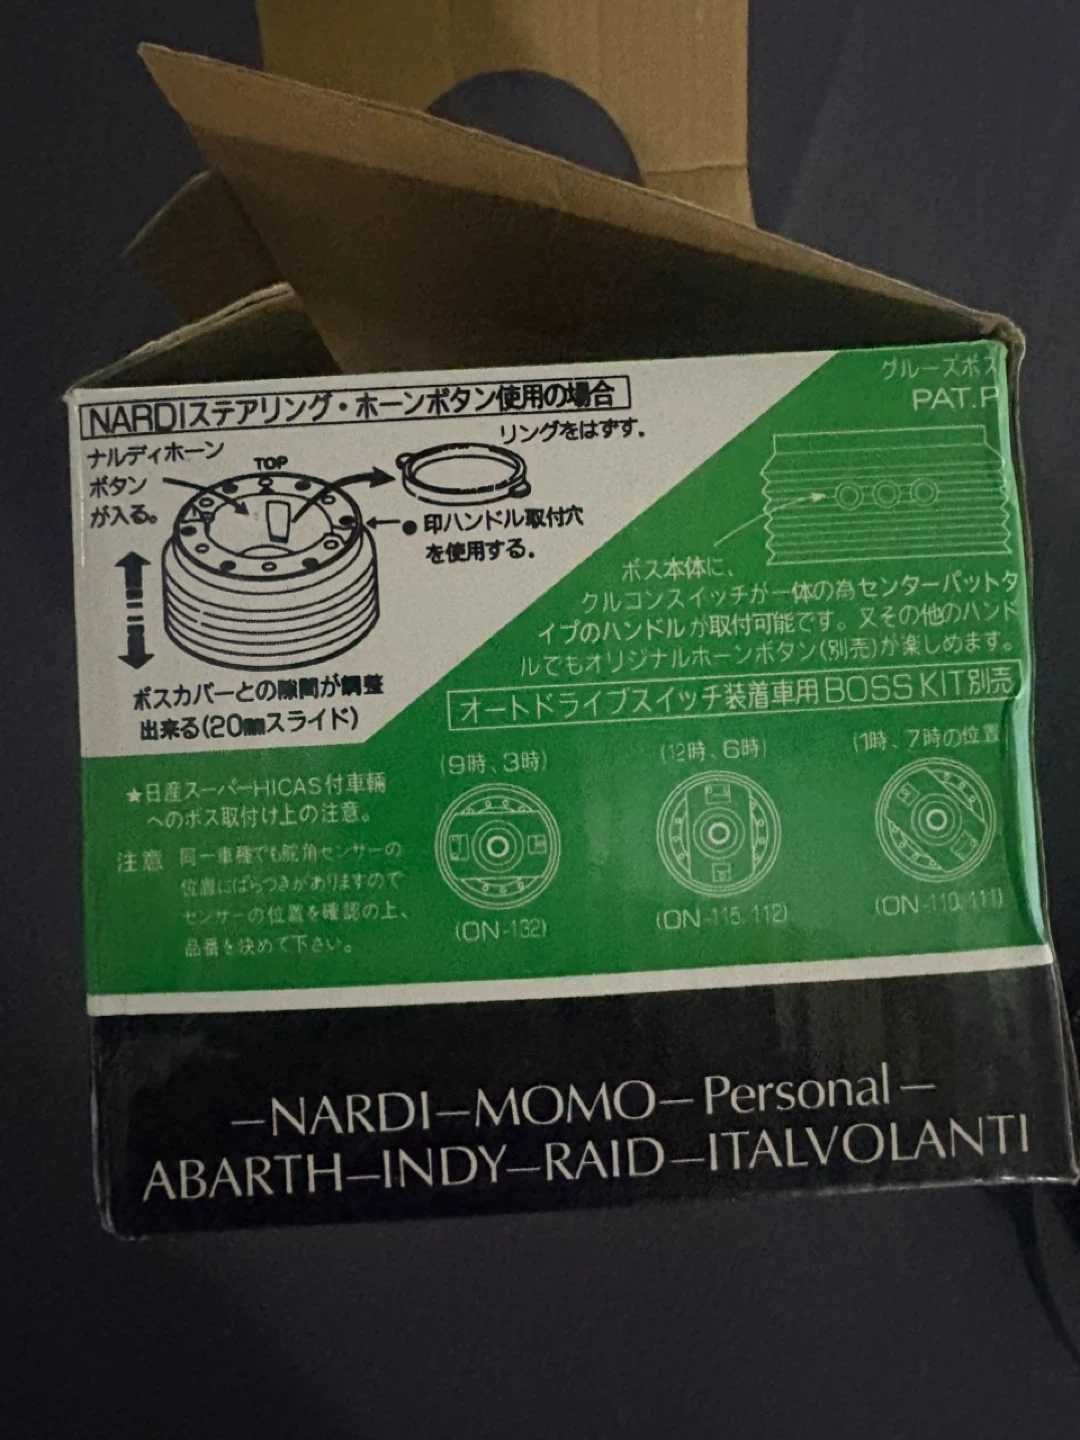 NARDIステアリング・ホーンボタン使用の場合
リングをはずす.
ナルディホーン
ボタン
が入る。
TOP
●印ハンドル取付穴
を使用する.
ボスカバーとの隙間が調整
出来る(20mmスライド)
グルーズボス
PAT.P
ボス本体に、
クルコンスイッチが一体の為センターパットタ
イプのハンドルが取付可能です。又その他のハンド
ルでもオリジナルホーンボタン(別売)が楽しめます。
オートドライブスイッチ装着車用BOSS KIT別売
(9時、3時)
(12時、6時)
(1時、7時の位置
(ON-132)
(ON-115,112)
(ON-110,111)
★日産スーパーHICAS付車輛
へのボス取付け上の注意。
注意 同一車種でも舵角センサーの
位置にばらつきがありますので
センサーの位置を確認の上、
品番を決めて下さい。
—NARDI—MOMO—Personal—
ABARTH—INDY—RAID—ITALVOLANTI